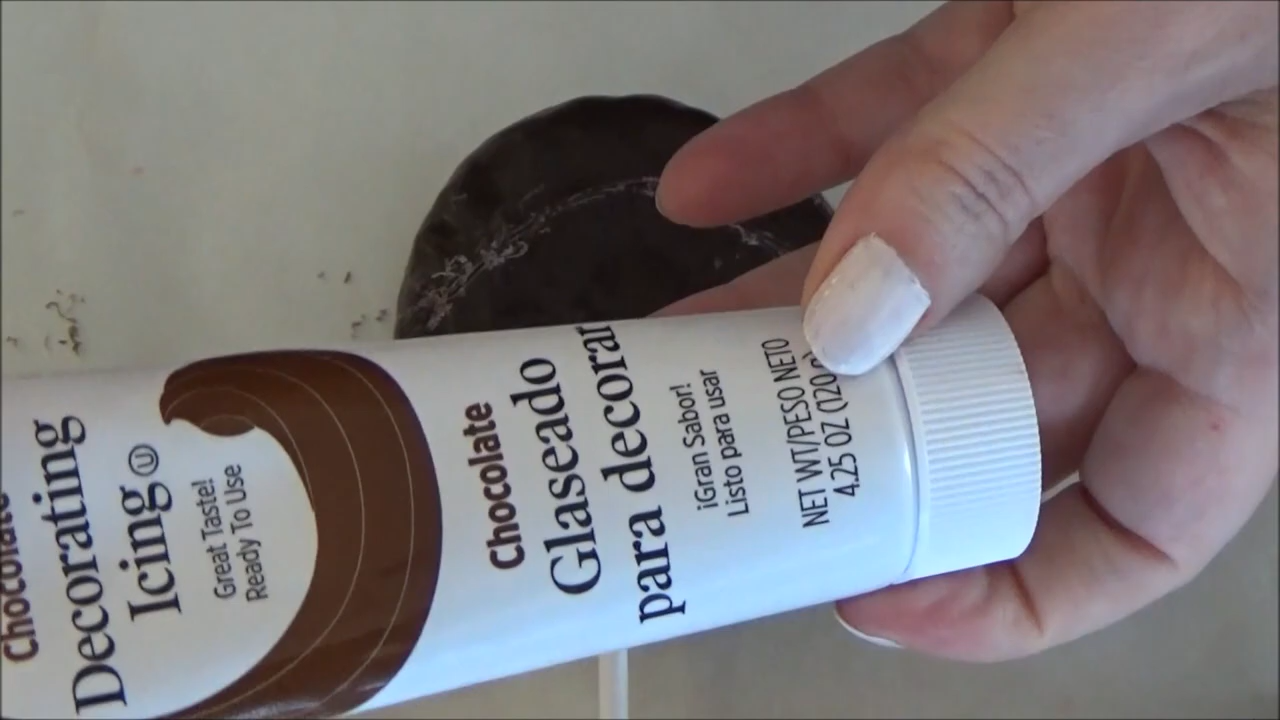 Chocolate
Decorating
Icing Ⓤ
Great Taste!
Ready To Use
Chocolate
Glaseado
para decorar
¡Gran Sabor!
Listo para usar
NET WT/PESO NETO
4.25 OZ (120